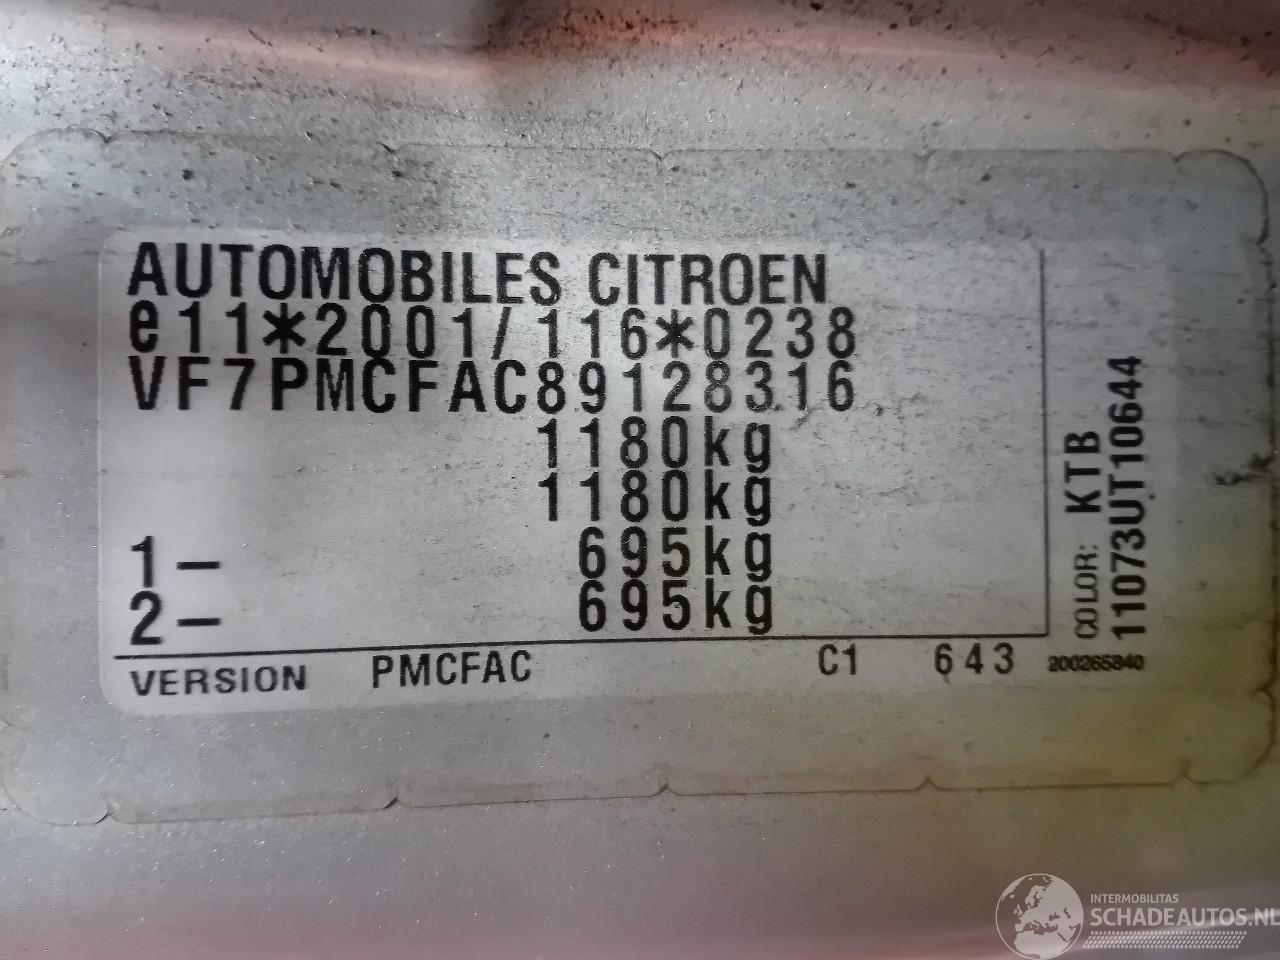 AUTOMOBILES CITROEN
e11*2001/116*0238
VF7PMCFAC89128316
1180kg
1180kg
1- 695kg
2- 695kg
VERSION PMCFAC C1 643
COLOR: KTB
11073UT10644
200265840
INTERMOBILITAS
SCHADEAUTOS.NL